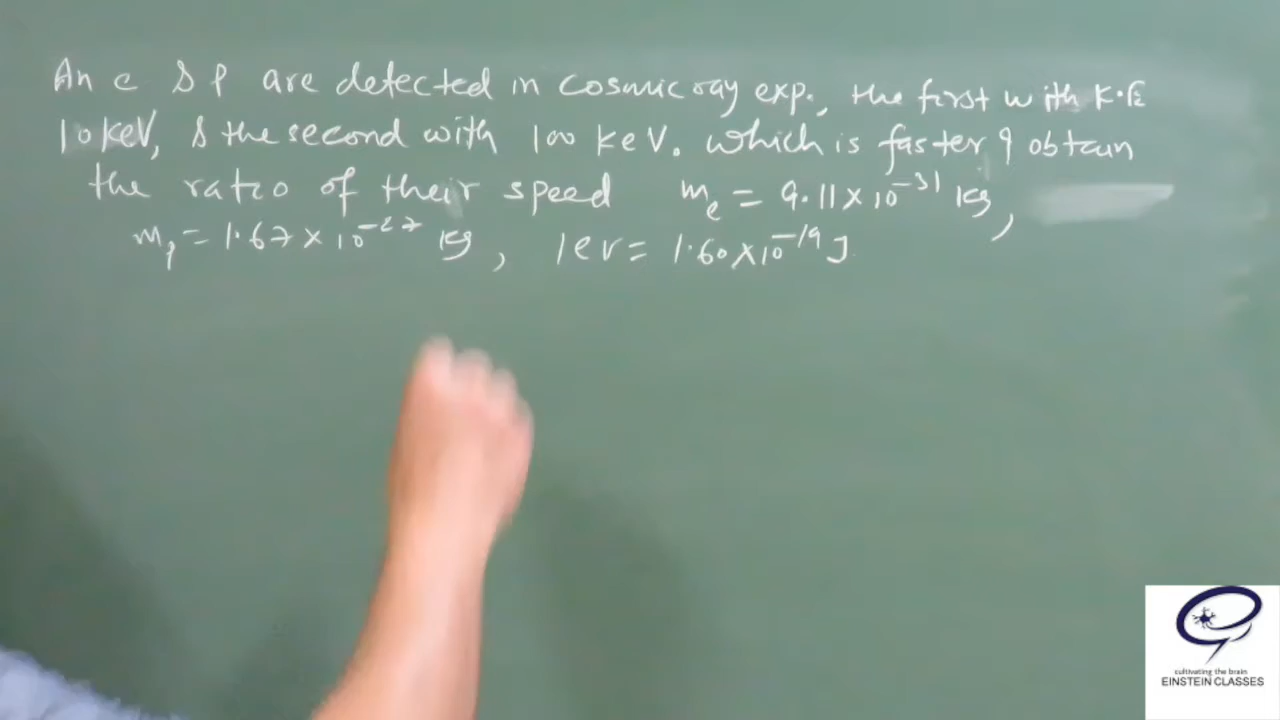 An e & P are detected in cosmic ray exp., the first with K.E
10 keV, & the second with 100 keV. which is faster ? obtain
the ratio of their speed mₑ = 9.11×10⁻³¹ kg,
mₚ = 1.67×10⁻²⁷ kg, 1ev = 1.60×10⁻¹⁹ J.
cultivating the brain
EINSTEIN CLASSES